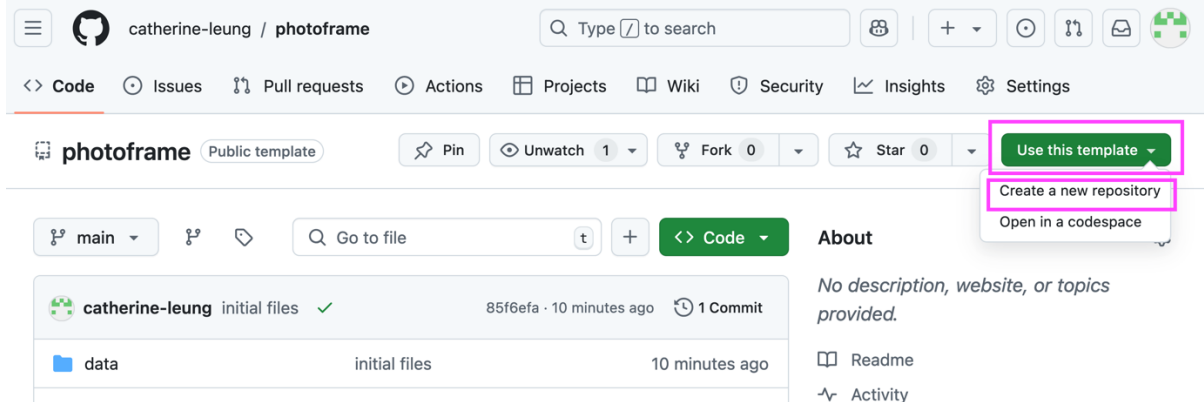 catherine-leung / photoframe
Type / to search
Code Issues Pull requests Actions Projects Wiki Security Insights Settings
photoframe Public template Pin Unwatch 1 Fork 0 Star 0 Use this template
Create a new repository
Open in a codespace
main Go to file t + Code About
catherine-leung initial files 85f6efa · 10 minutes ago 1 Commit
No description, website, or topics
provided.
data initial files 10 minutes ago
Readme
Activity